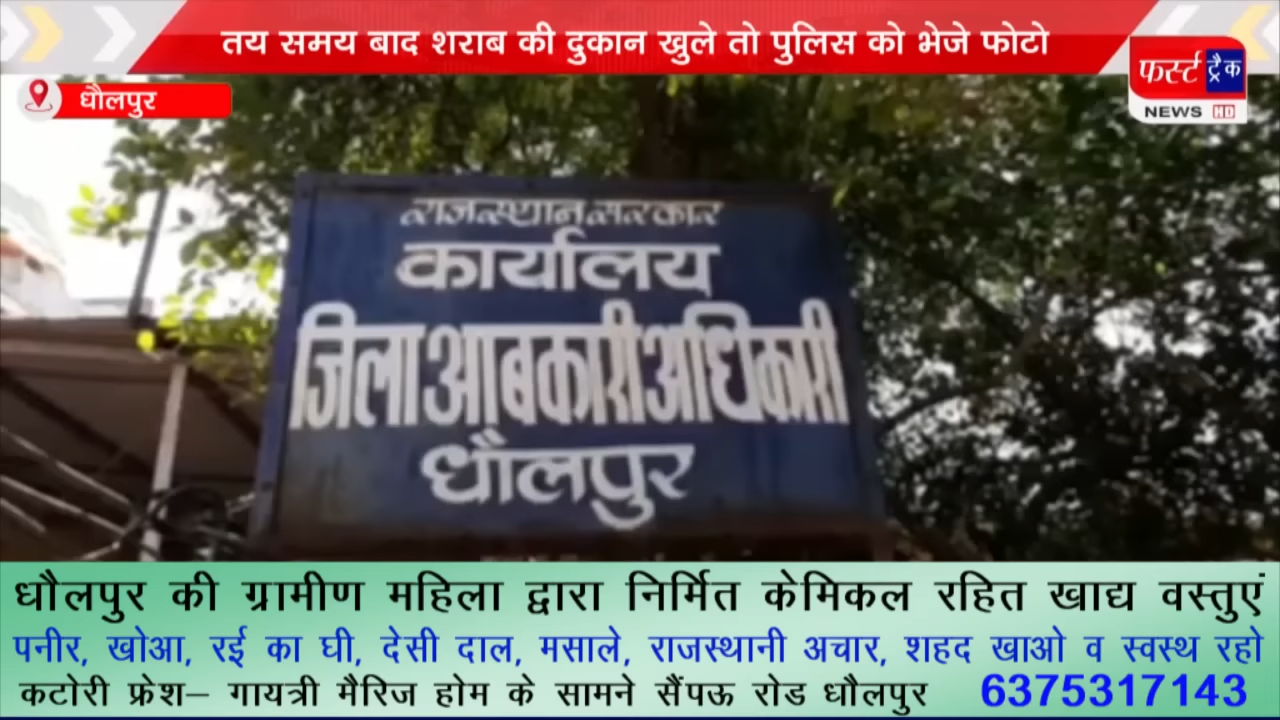 तय समय बाद शराब की दुकान खुले तो पुलिस को भेजे फोटो
फर्स्ट ट्रैक
NEWS HD
धौलपुर
राजस्थान सरकार
कार्यालय
जिला आबकारी अधिकारी
धौलपुर
धौलपुर की ग्रामीण महिला द्वारा निर्मित केमिकल रहित खाद्य वस्तुएं
पनीर, खोआ, रई का घी, देसी दाल, मसाले, राजस्थानी अचार, शहद खाओ व स्वस्थ रहो
कटोरी फ्रेश– गायत्री मैरिज होम के सामने सैंपऊ रोड धौलपुर 6375317143